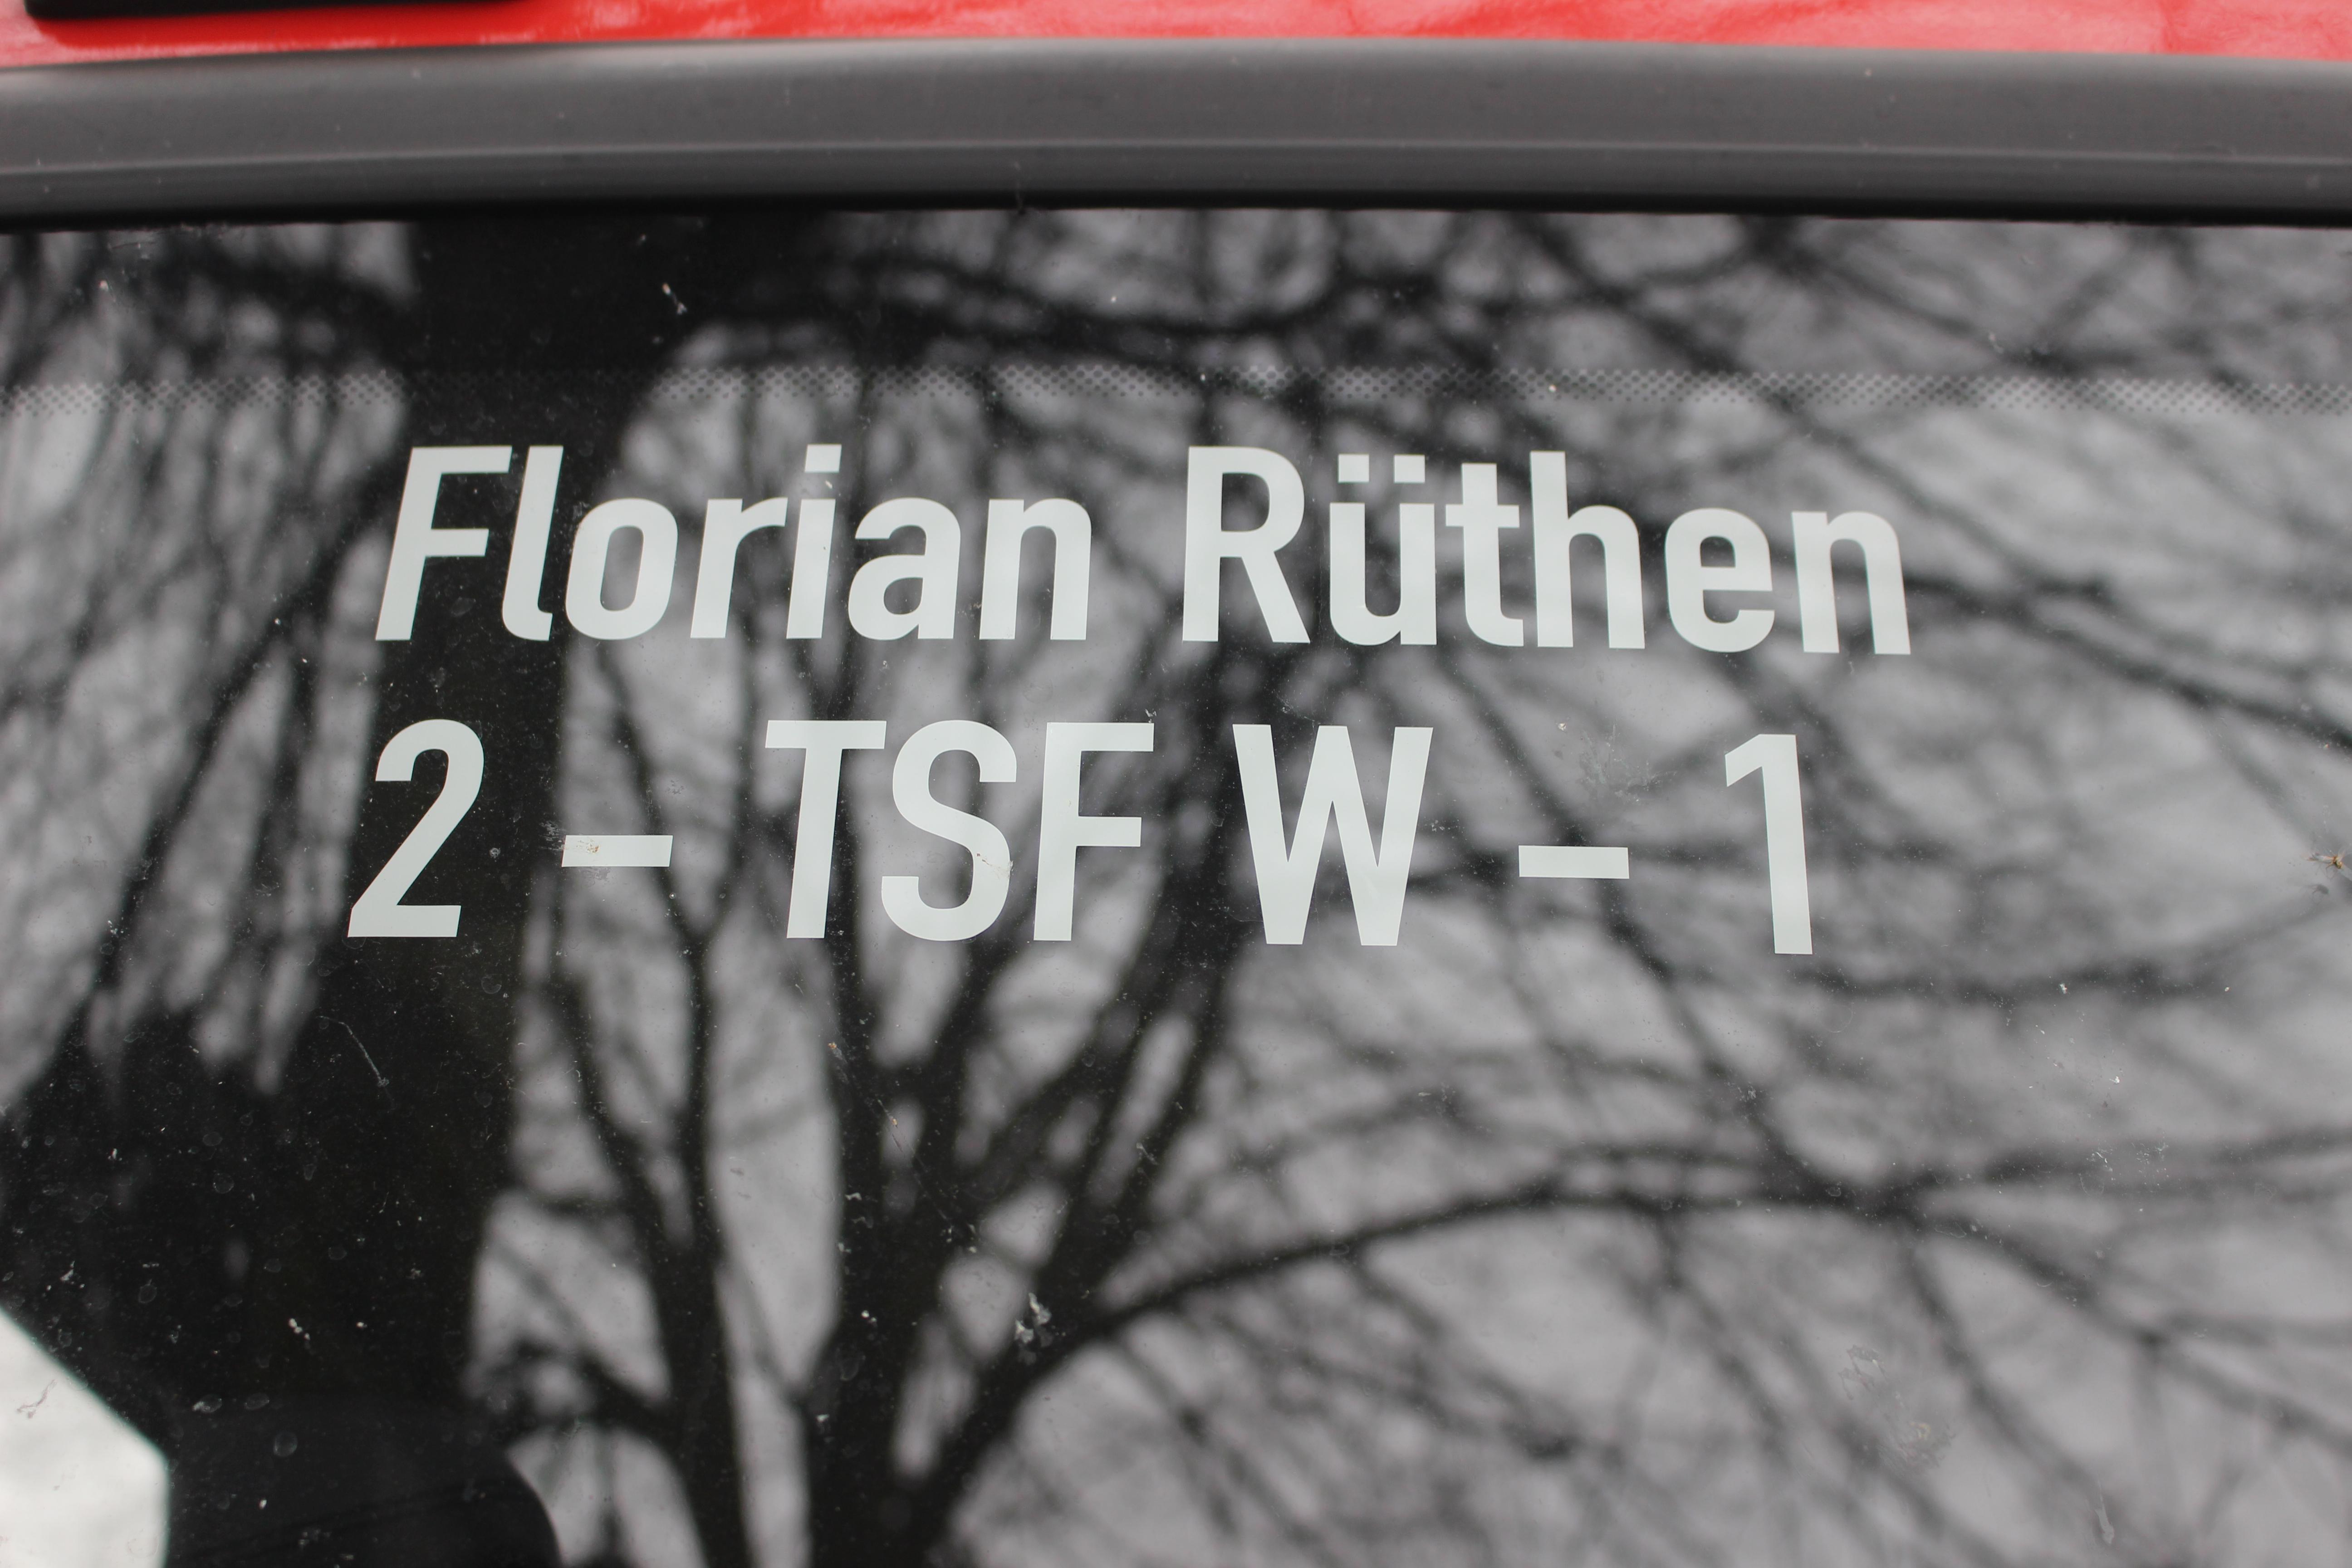 Florian Rüthen
2 - TSF W - 1